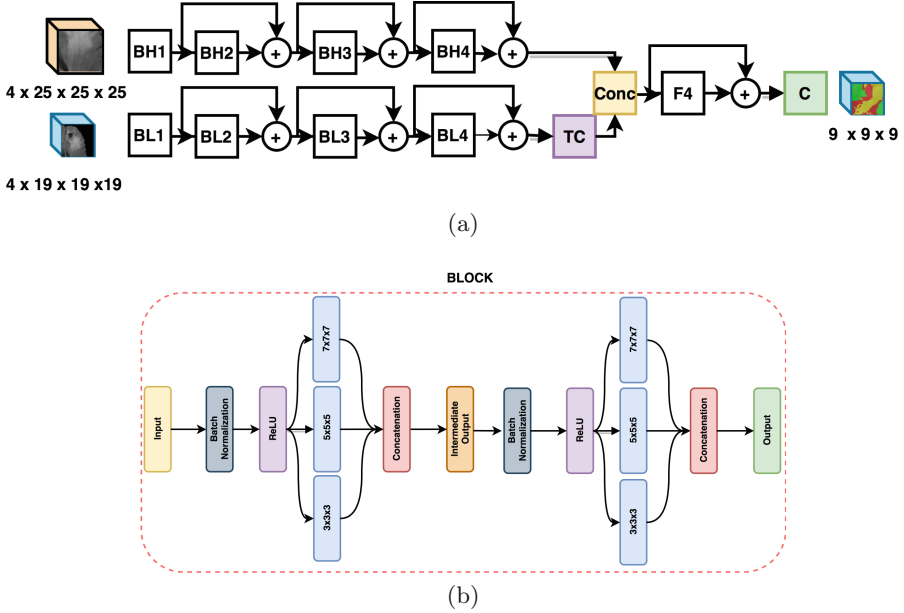 BH1 BH2 + BH3 + BH4 +
4 x 25 x 25 x 25
Conc F4 + C
BL1 BL2 + BL3 + BL4 + TC
9 x 9 x 9
4 x 19 x 19 x19
(a)
BLOCK
Input
Batch
Normalization
ReLU
7x7x7
5x5x5
3x3x3
Concatenation
Intermediate
Output
Batch
Normalization
ReLU
7x7x7
5x5x5
3x3x3
Concatenation
Output
(b)